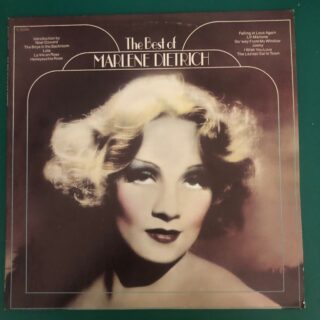 Introduction by
Noel Coward
The Boys in the Backroom
Lola
La Vie en Rose
Honeysuckle Rose
The Best of
MARLENE DIETRICH
Falling in Love Again
Lili Marlene
Go 'way From My Window
Jonny
I Wish You Love
The Laziest Gal in Town